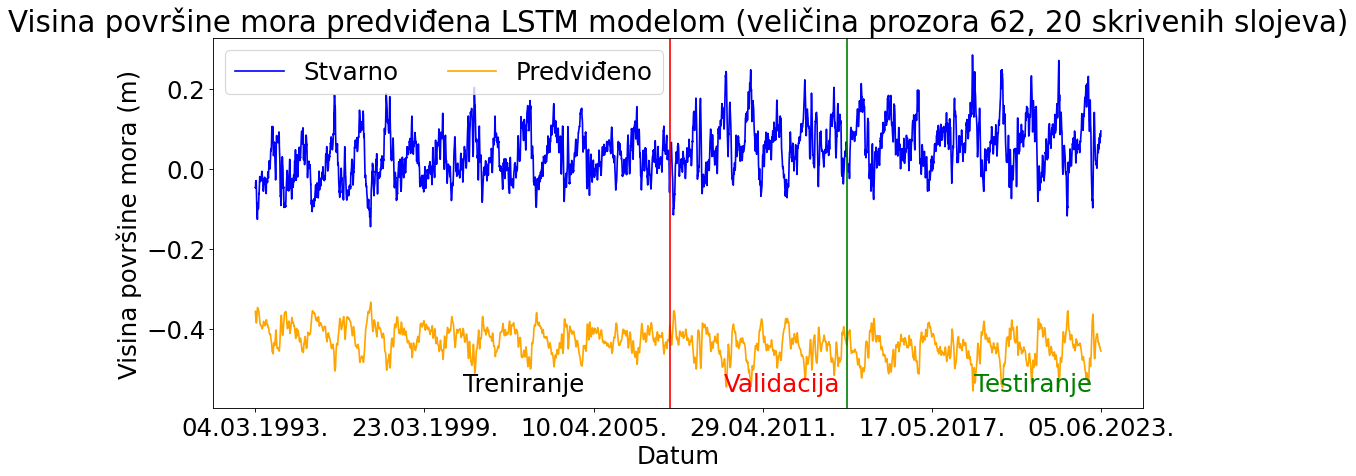 Visina površine mora predviđena LSTM modelom (veličina prozora 62, 20 skrivenih slojeva)
Stvarno Predviđeno
Visina površine mora (m)
0.2
0.0
−0.2
−0.4
Treniranje Validacija Testiranje
04.03.1993. 23.03.1999. 10.04.2005. 29.04.2011. 17.05.2017. 05.06.2023.
Datum